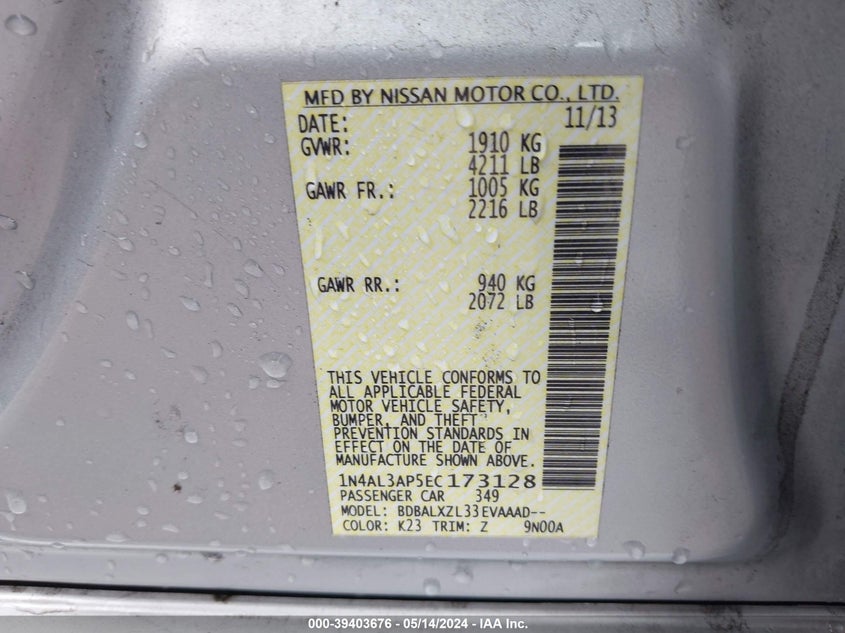 MFD BY NISSAN MOTOR CO., LTD.
DATE: 11/13
GVWR: 1910 KG
4211 LB
GAWR FR.: 1005 KG
2216 LB
GAWR RR.: 940 KG
2072 LB
THIS VEHICLE CONFORMS TO
ALL APPLICABLE FEDERAL
MOTOR VEHICLE SAFETY,
BUMPER, AND THEFT
PREVENTION STANDARDS IN
EFFECT ON THE DATE OF
MANUFACTURE SHOWN ABOVE.
1N4AL3AP5EC173128
PASSENGER CAR 349
MODEL: BDBALXZL33EVAAAD--
COLOR: K23 TRIM: Z 9N00A
000-39403676 - 05/14/2024 - IAA Inc.